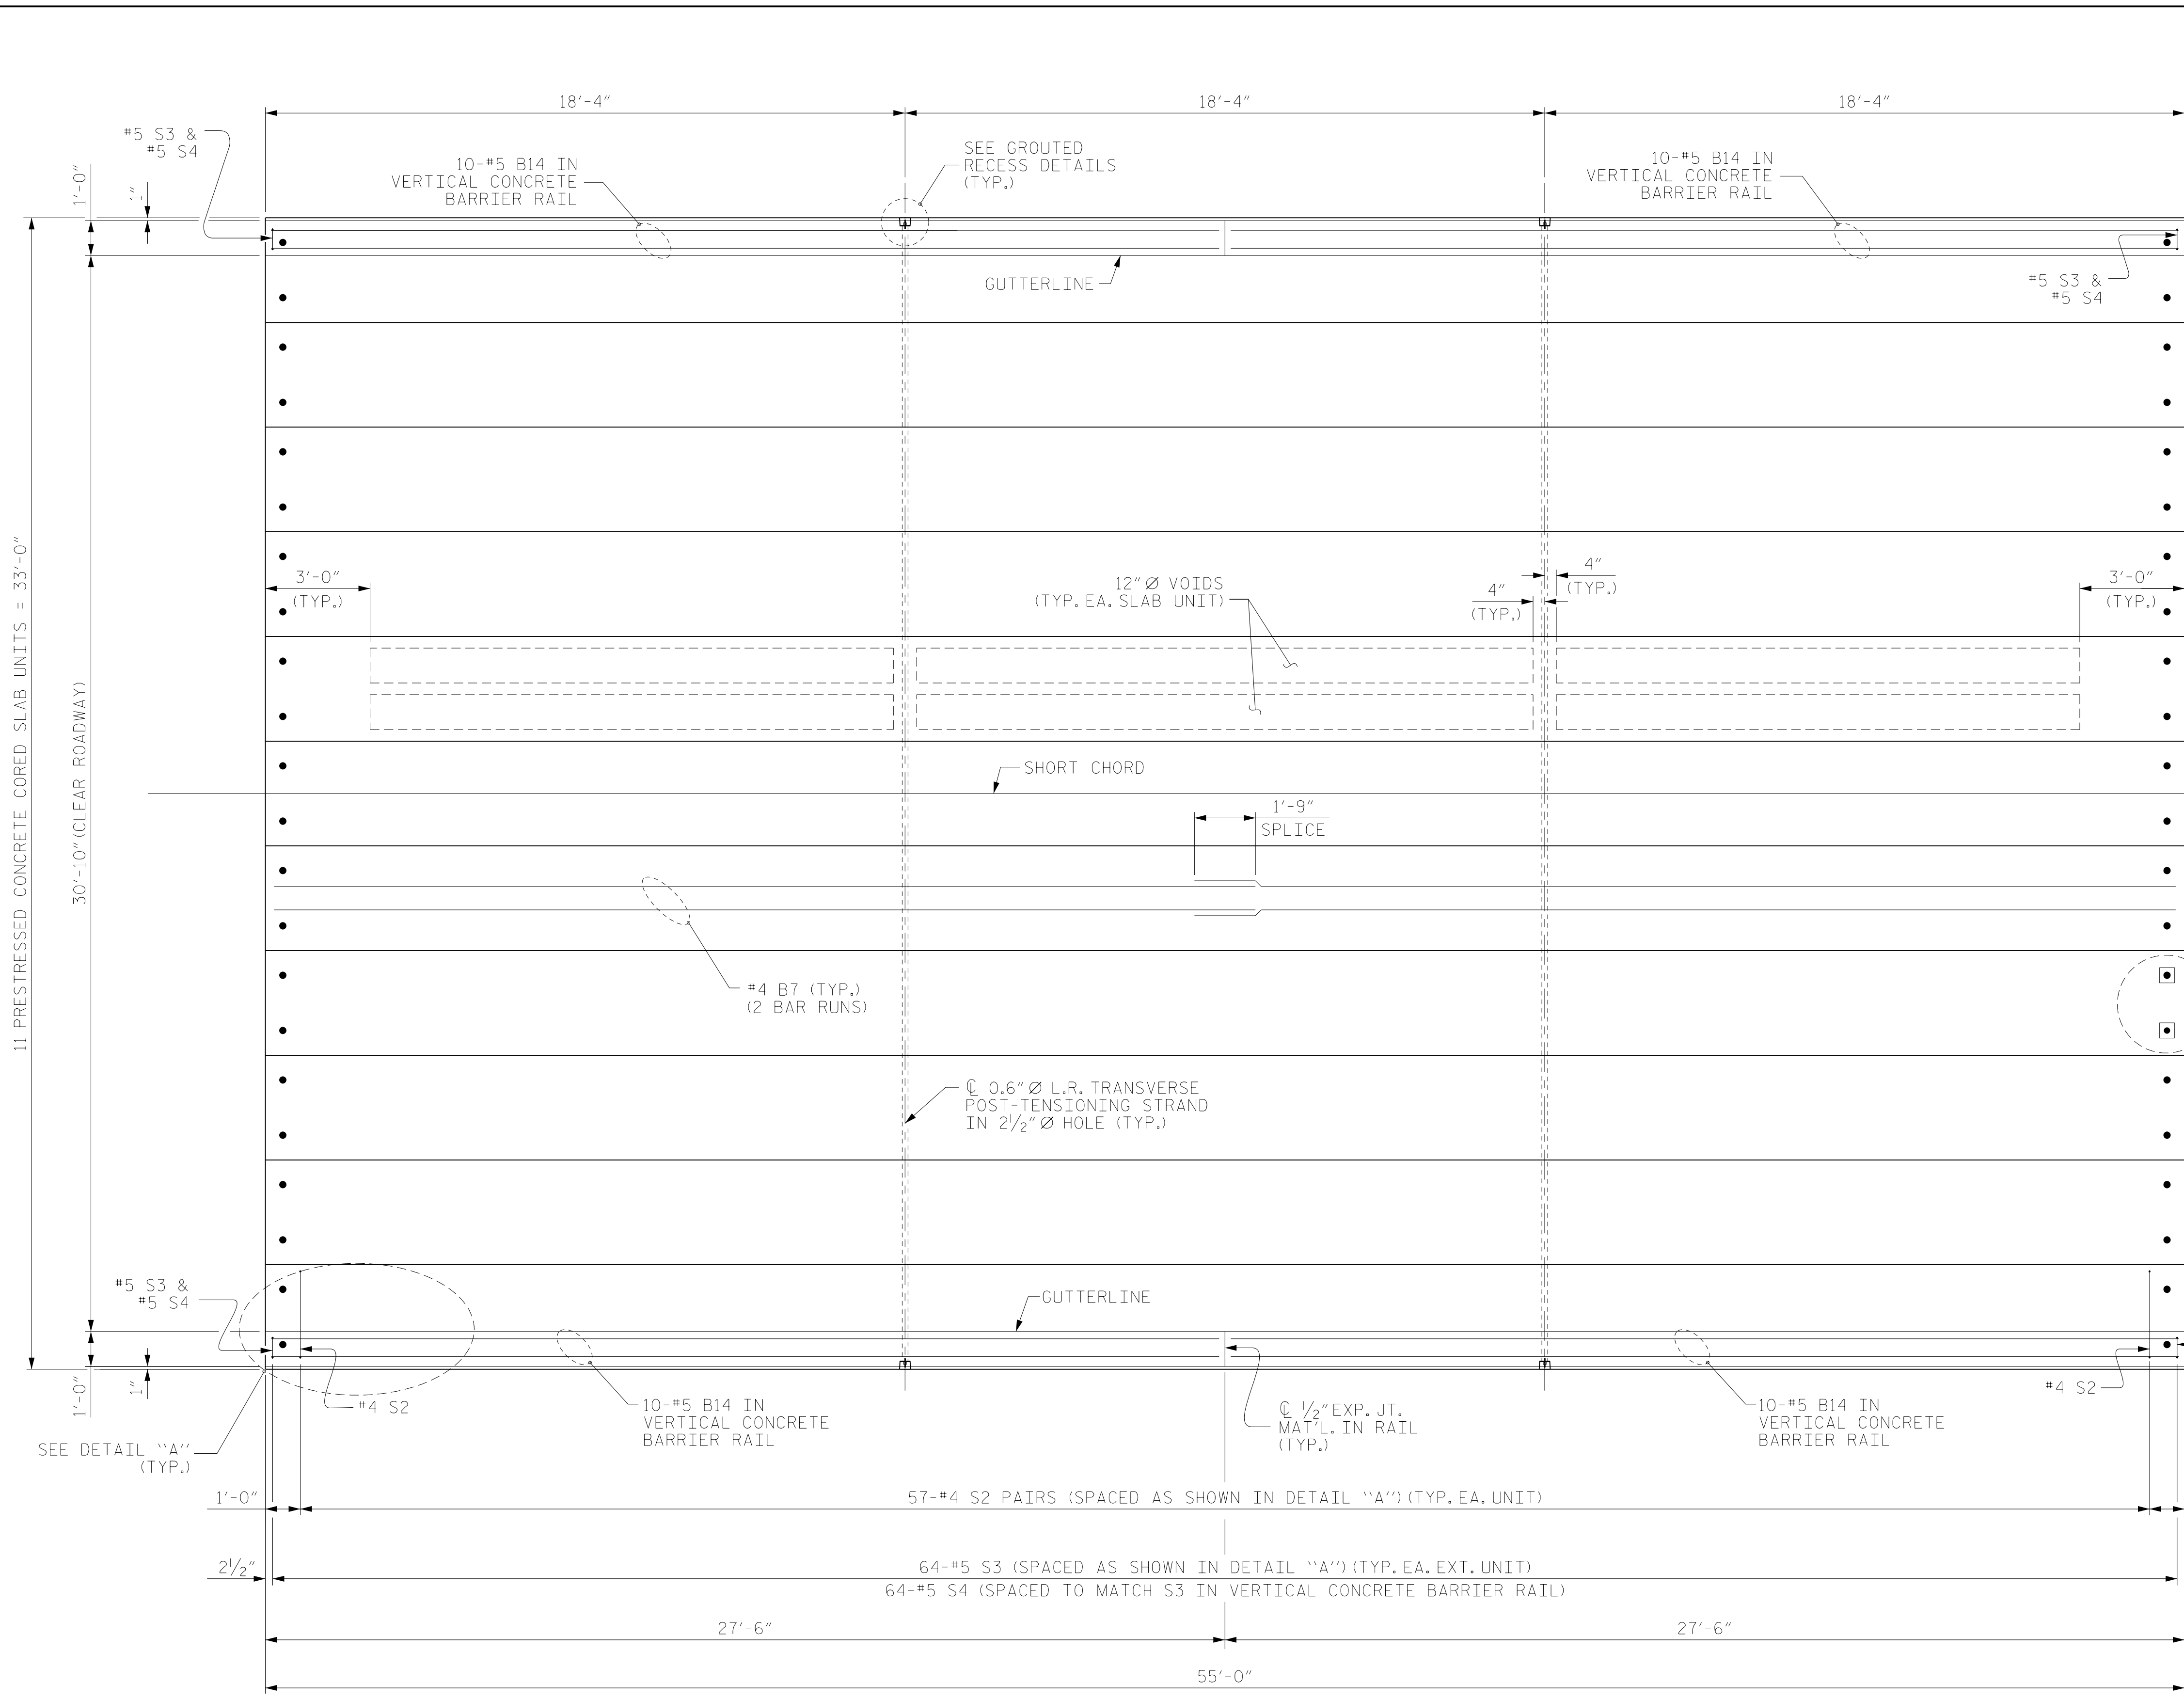 18'-4"
18'-4"
18'-4"
#5 S3 &
#5 S4
1'-0"
1"
10-#5 B14 IN
VERTICAL CONCRETE
BARRIER RAIL
SEE GROUTED
RECESS DETAILS
(TYP.)
10-#5 B14 IN
VERTICAL CONCRETE
BARRIER RAIL
GUTTERLINE
#5 S3 &
#5 S4
11 PRESTRESSED CONCRETE CORED SLAB UNITS = 33'-0"
30'-10" (CLEAR ROADWAY)
3'-0"
(TYP.)
12" Ø VOIDS
(TYP. EA. SLAB UNIT)
4"
(TYP.)
4"
(TYP.)
3'-0"
(TYP.)
SHORT CHORD
1'-9"
SPLICE
#4 B7 (TYP.)
(2 BAR RUNS)
℄ 0.6" Ø L.R. TRANSVERSE
POST-TENSIONING STRAND
IN 2 1/2" Ø HOLE (TYP.)
#5 S3 &
#5 S4
GUTTERLINE
1'-0"
1"
#4 S2
#4 S2
10-#5 B14 IN
VERTICAL CONCRETE
BARRIER RAIL
℄ 1/2" EXP. JT.
MAT'L. IN RAIL
(TYP.)
10-#5 B14 IN
VERTICAL CONCRETE
BARRIER RAIL
SEE DETAIL "A"
(TYP.)
1'-0"
57-#4 S2 PAIRS (SPACED AS SHOWN IN DETAIL "A") (TYP. EA. UNIT)
2 1/2"
64-#5 S3 (SPACED AS SHOWN IN DETAIL "A") (TYP. EA. EXT. UNIT)
64-#5 S4 (SPACED TO MATCH S3 IN VERTICAL CONCRETE BARRIER RAIL)
27'-6"
27'-6"
55'-0"